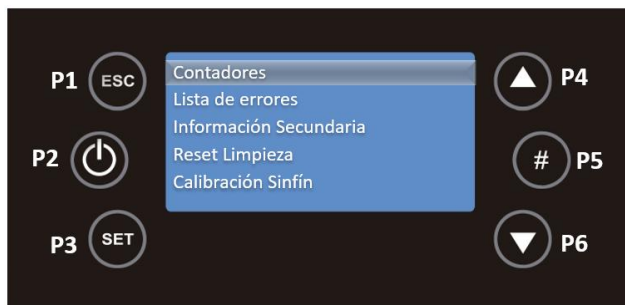 P1 ESC
Contadores
Lista de errores
Información Secundaria
Reset Limpieza
Calibración Sinfín
P4
P2
# P5
P3 SET
P6